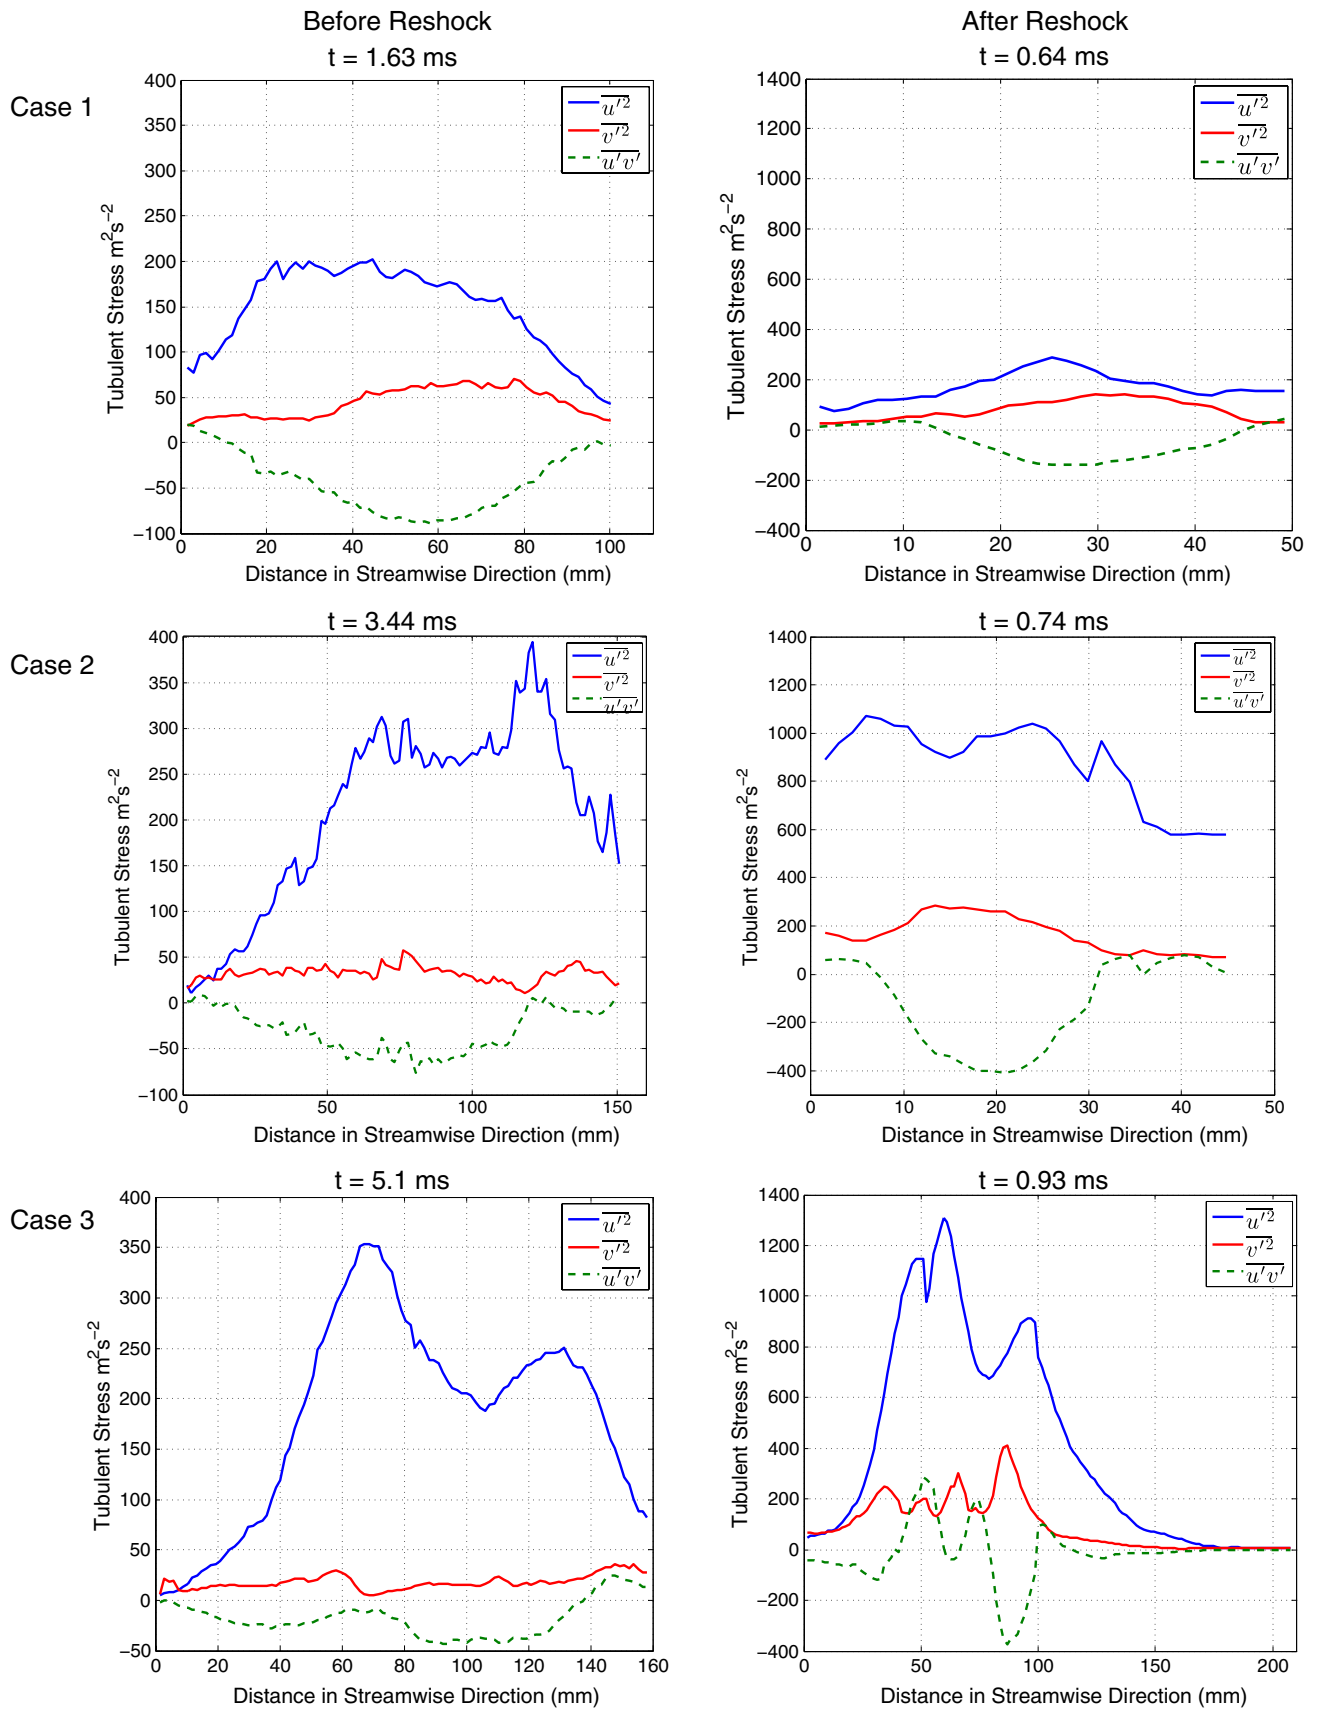 Before Reshock
After Reshock
t = 1.63 ms
t = 0.64 ms
Case 1
400
350
300
250
200
150
100
50
0
−50
−100
0 20 40 60 80 100
Tubulent Stress m²s⁻²
Distance in Streamwise Direction (mm)
u′²
v′²
u′v′
1400
1200
1000
800
600
400
200
0
−200
−400
0 10 20 30 40 50
Tubulent Stress m²s⁻²
Distance in Streamwise Direction (mm)
u′²
v′²
u′v′
t = 3.44 ms
t = 0.74 ms
Case 2
400
350
300
250
200
150
100
50
0
−50
−100
0 50 100 150
Tubulent Stress m²s⁻²
Distance in Streamwise Direction (mm)
u′²
v′²
u′v′
1400
1200
1000
800
600
400
200
0
−200
−400
0 10 20 30 40 50
Tubulent Stress m²s⁻²
Distance in Streamwise Direction (mm)
u′²
v′²
u′v′
t = 5.1 ms
t = 0.93 ms
Case 3
400
350
300
250
200
150
100
50
0
−50
0 20 40 60 80 100 120 140 160
Tubulent Stress m²s⁻²
Distance in Streamwise Direction (mm)
u′²
v′²
u′v′
1400
1200
1000
800
600
400
200
0
−200
−400
0 50 100 150 200
Tubulent Stress m²s⁻²
Distance in Streamwise Direction (mm)
u′²
v′²
u′v′